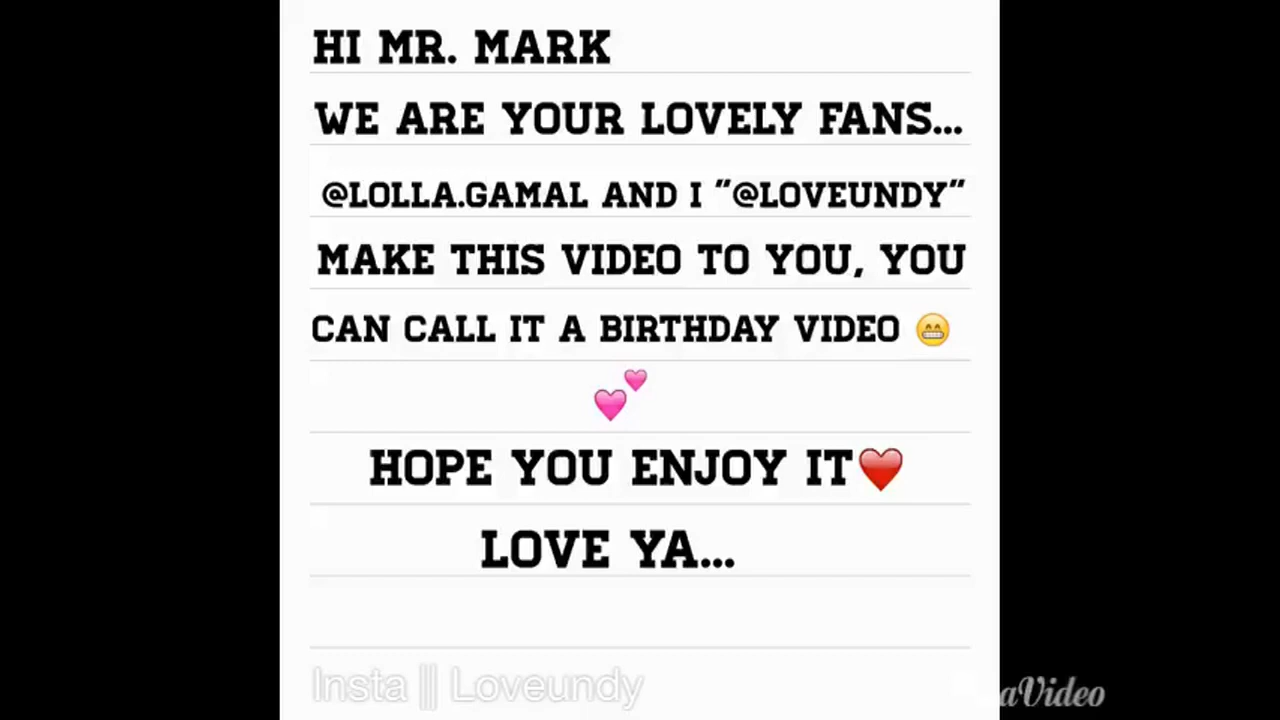 HI MR. MARK
WE ARE YOUR LOVELY FANS...
@LOLLA.GAMAL AND I "@LOVEUNDY"
MAKE THIS VIDEO TO YOU, YOU
CAN CALL IT A BIRTHDAY VIDEO 😁
💕
HOPE YOU ENJOY IT❤️
LOVE YA...
Insta || Loveundy
aVideo